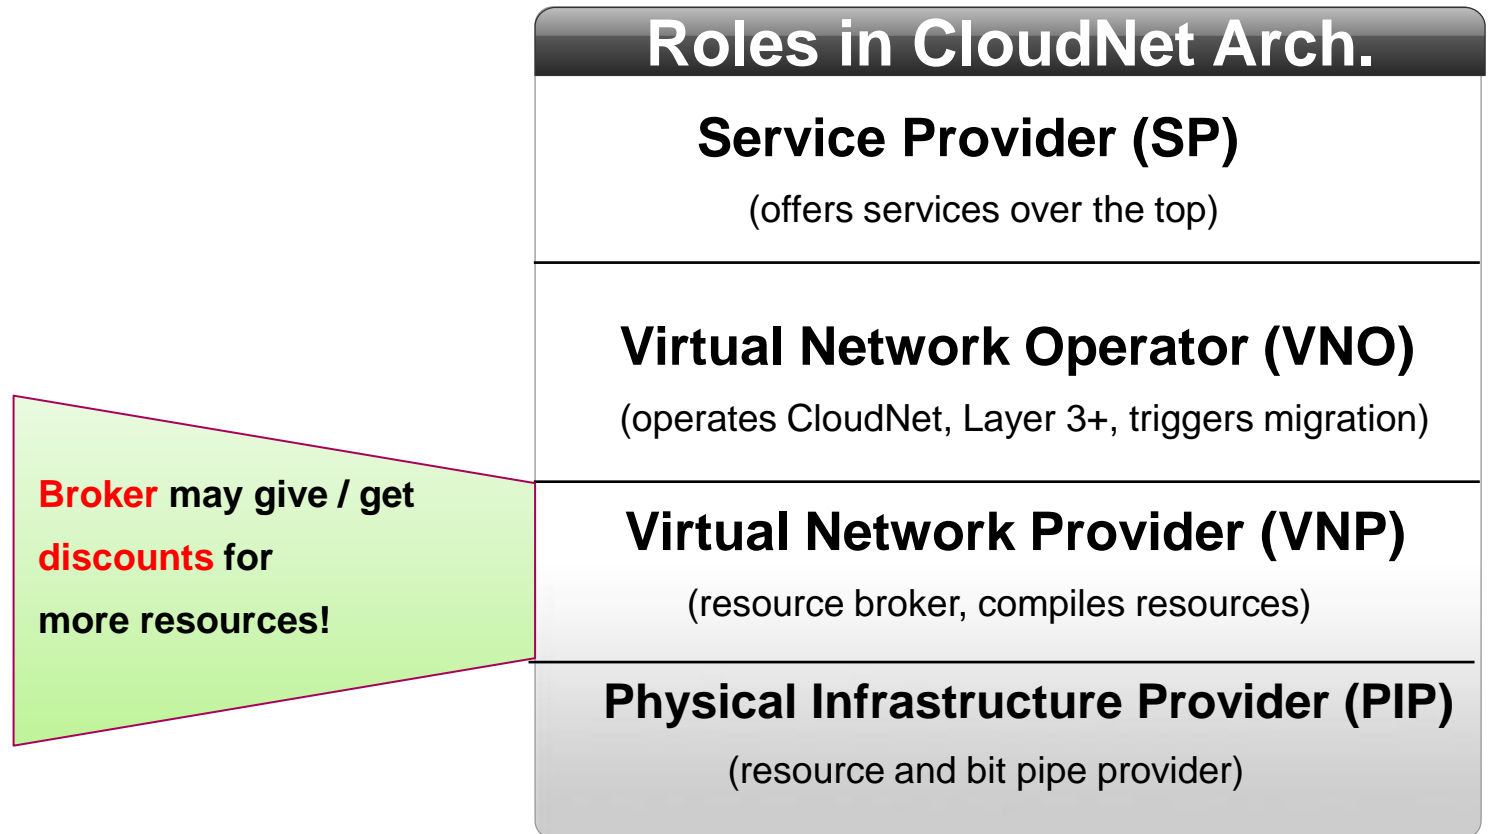 Roles in CloudNet Arch.
Service Provider (SP)
(offers services over the top)
Virtual Network Operator (VNO)
(operates CloudNet, Layer 3+, triggers migration)
Broker may give / get
discounts for
more resources!
Virtual Network Provider (VNP)
(resource broker, compiles resources)
Physical Infrastructure Provider (PIP)
(resource and bit pipe provider)